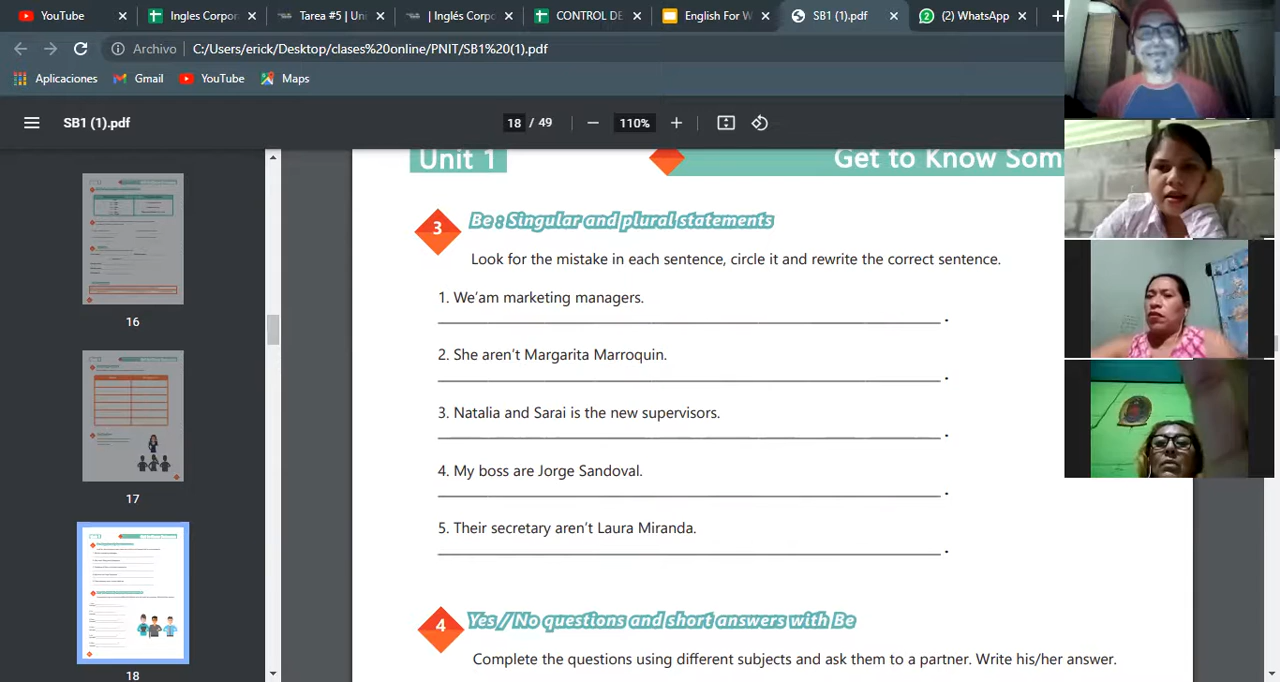 YouTube
Ingles Corpor
Tarea #5 | Un
| Inglés Corpo
CONTROL DE
English For W
SB1 (1).pdf
(2) WhatsApp
Archivo
C:/Users/erick/Desktop/clases%20online/PNIT/SB1%20(1).pdf
Aplicaciones
Gmail
YouTube
Maps
SB1 (1).pdf
18 / 49
110%
16
17
18
Unit 1
Get to Know Som
3
Be : Singular and plural statements
Look for the mistake in each sentence, circle it and rewrite the correct sentence.
1. We'am marketing managers.
2. She aren't Margarita Marroquin.
3. Natalia and Sarai is the new supervisors.
4. My boss are Jorge Sandoval.
5. Their secretary aren't Laura Miranda.
4
Yes / No questions and short answers with Be
Complete the questions using different subjects and ask them to a partner. Write his/her answer.